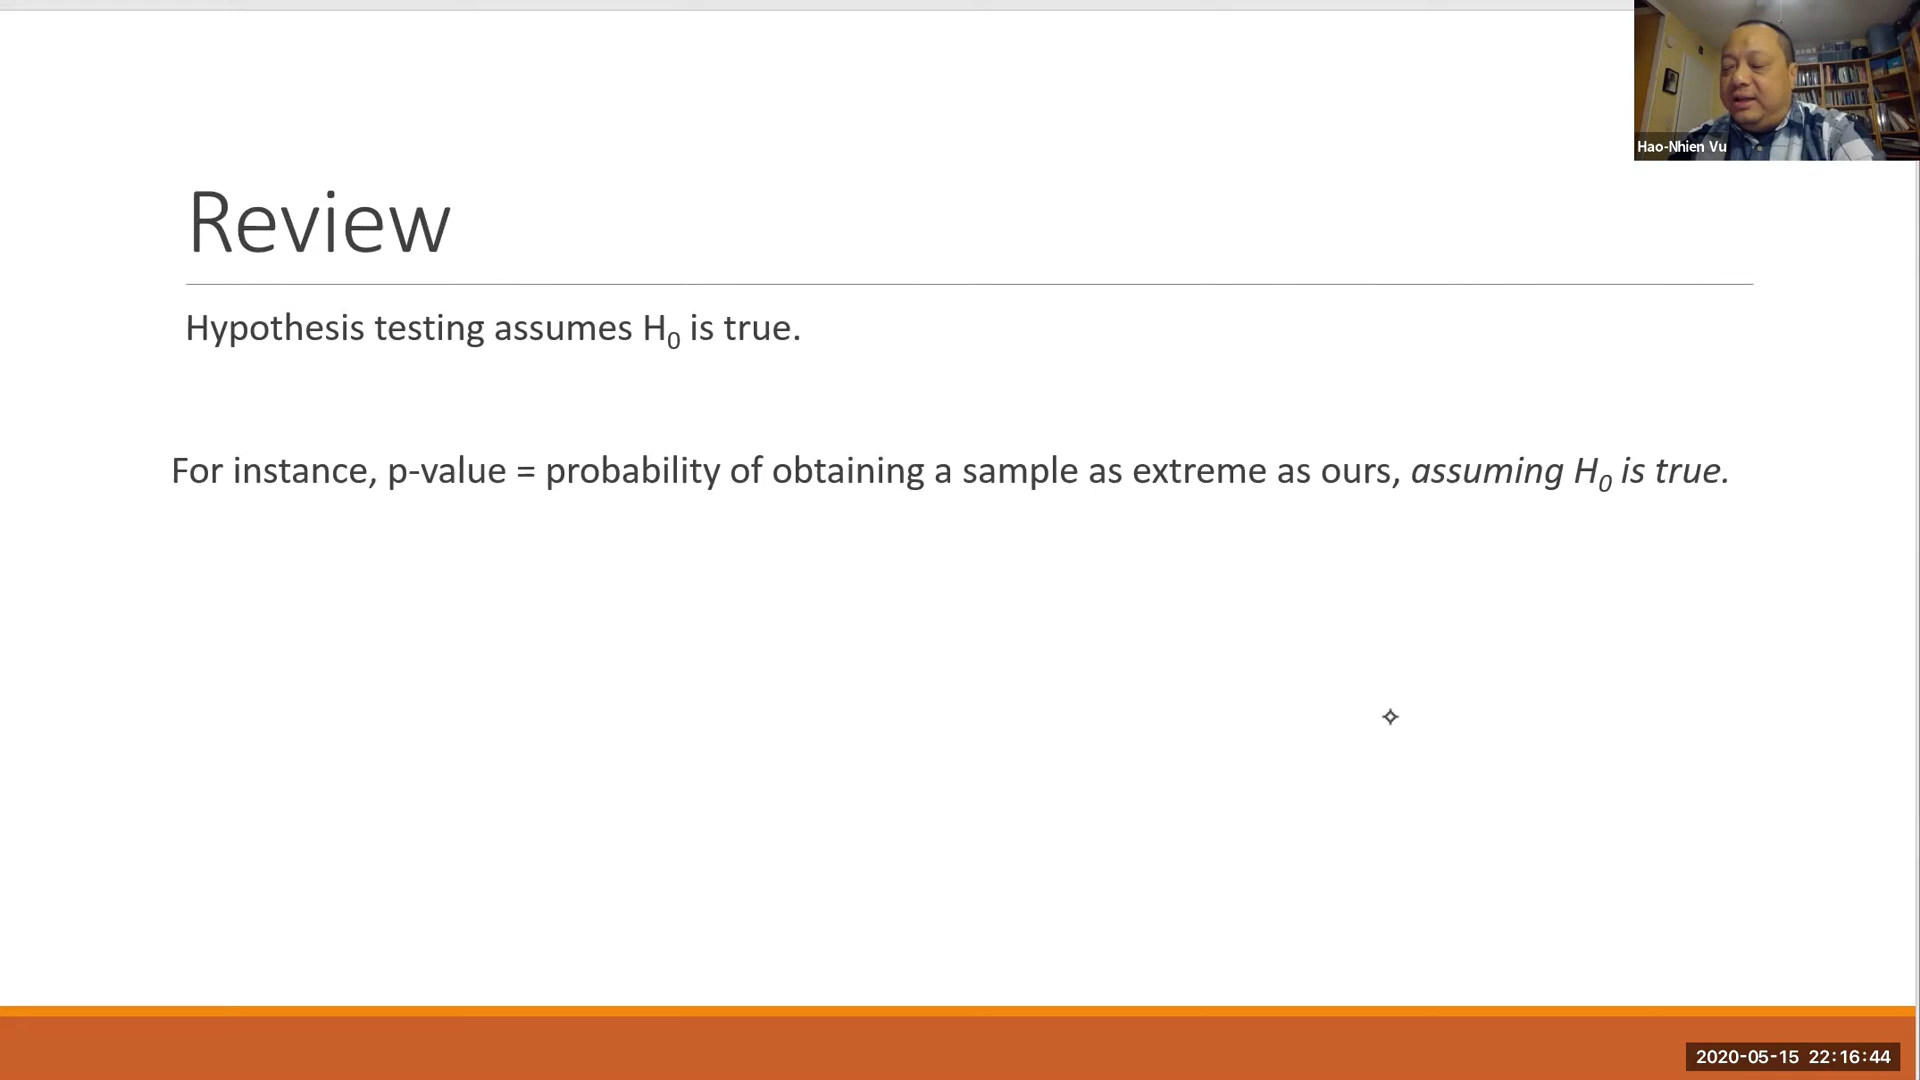 Hao-Nhien Vu
Review
Hypothesis testing assumes H₀ is true.
For instance, p-value = probability of obtaining a sample as extreme as ours, assuming H₀ is true.
2020-05-15 22:16:44